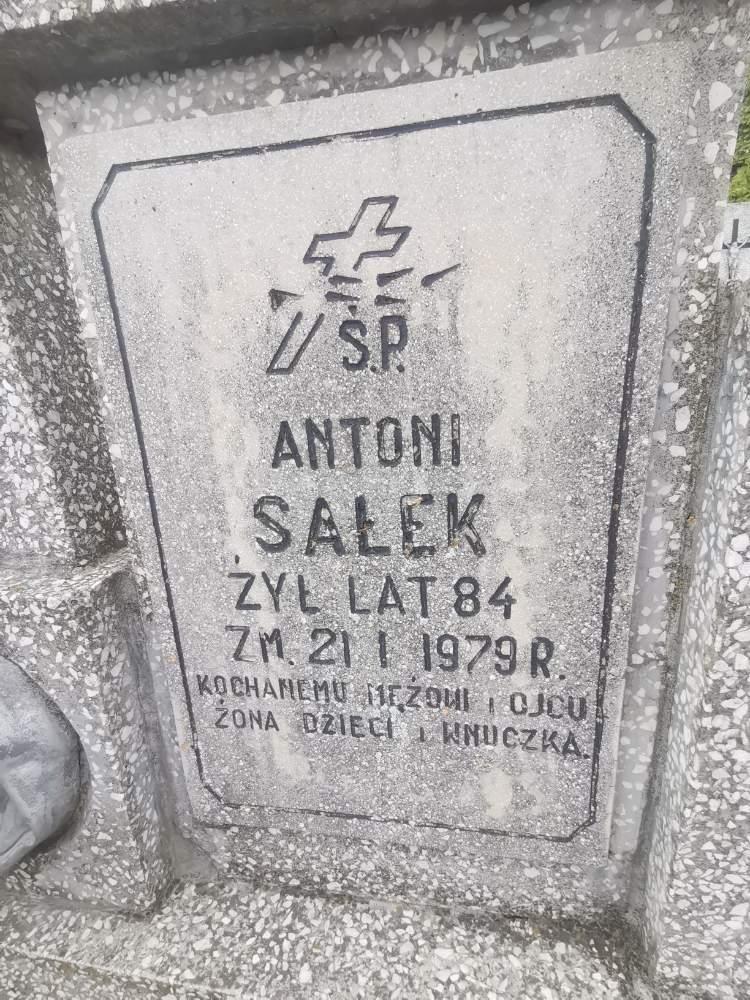 Ś.P.
ANTONI
SAŁEK
ŻYŁ LAT 84
ZM. 21 I 1979 R.
KOCHANEMU MĘŻOWI I OJCU
ŻONA DZIECI I WNUCZKA.